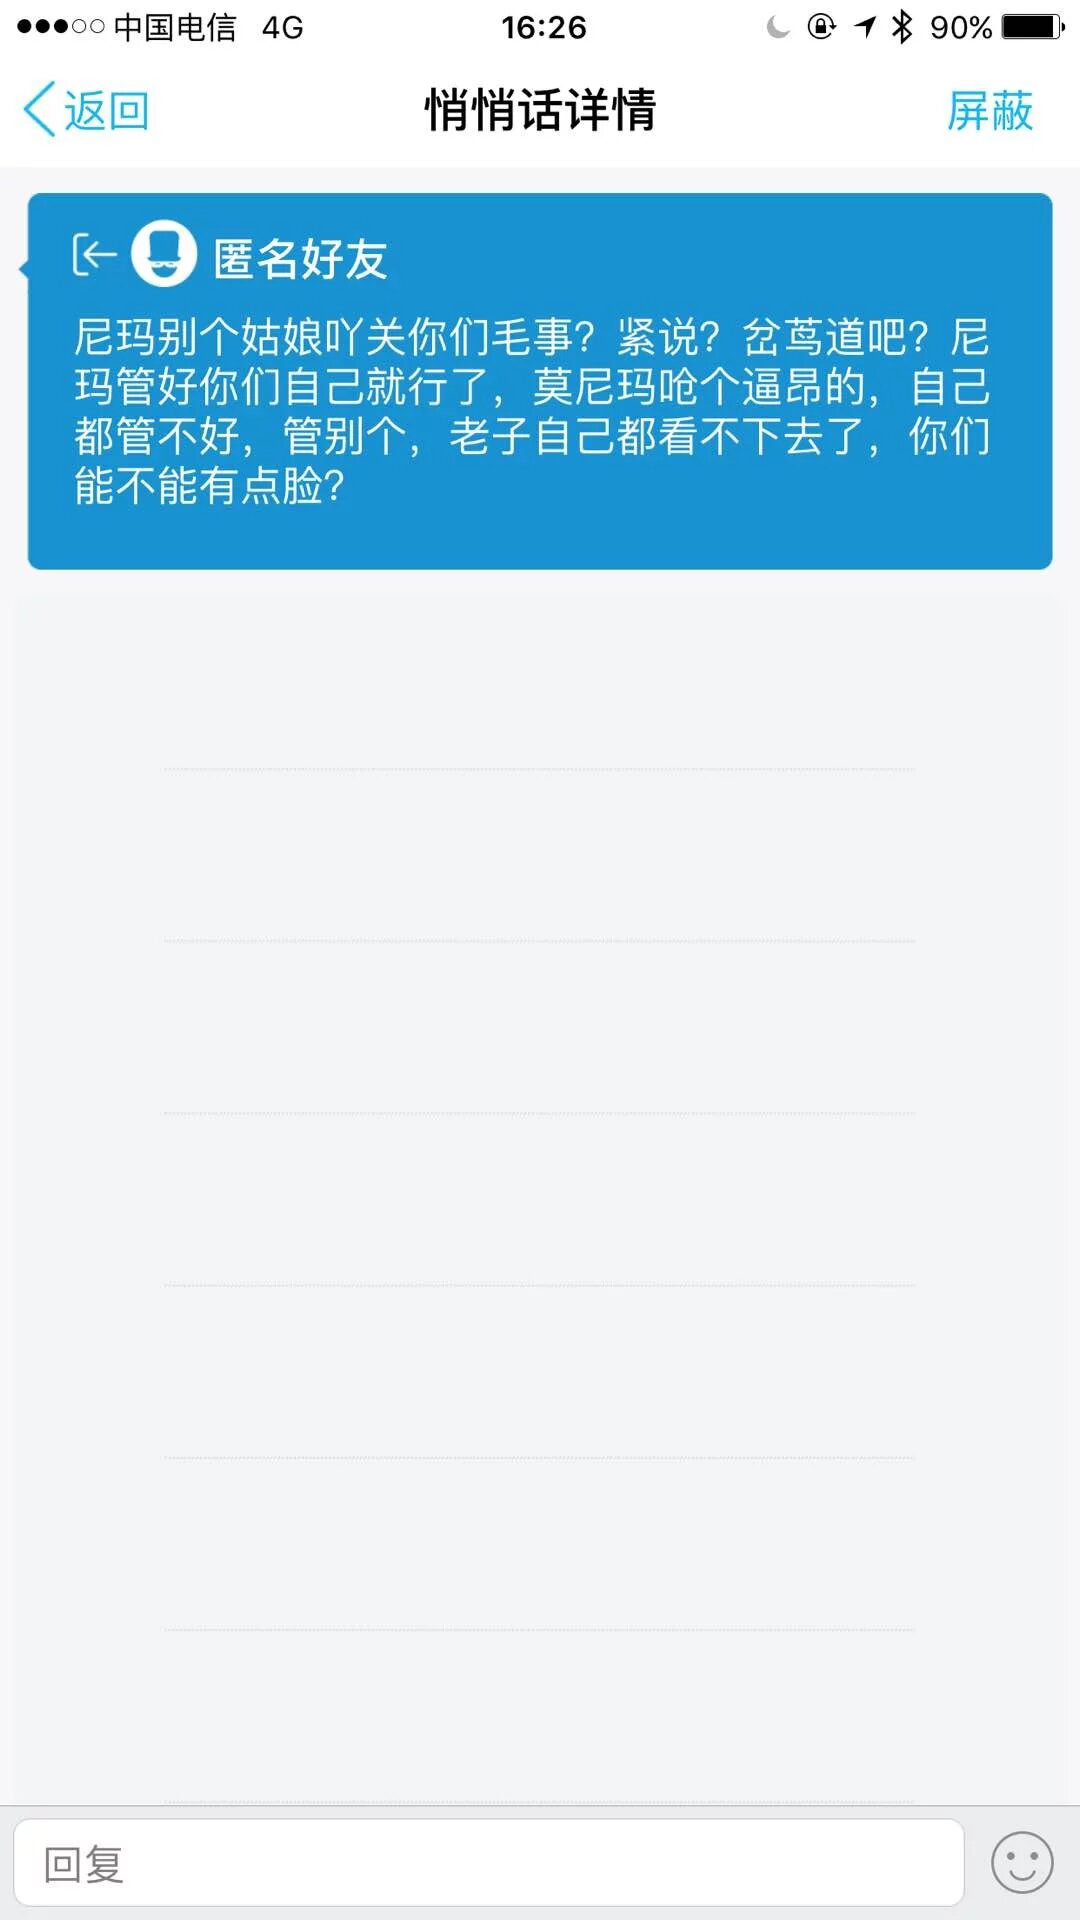 中国电信 4G 16:26 90%
返回 悄悄话详情 屏蔽
匿名好友
尼玛别个姑娘吖关你们毛事？紧说？岔茑道吧？尼
玛管好你们自己就行了，莫尼玛呛个逼昂的，自己
都管不好，管别个，老子自己都看不下去了，你们
能不能有点脸？
回复